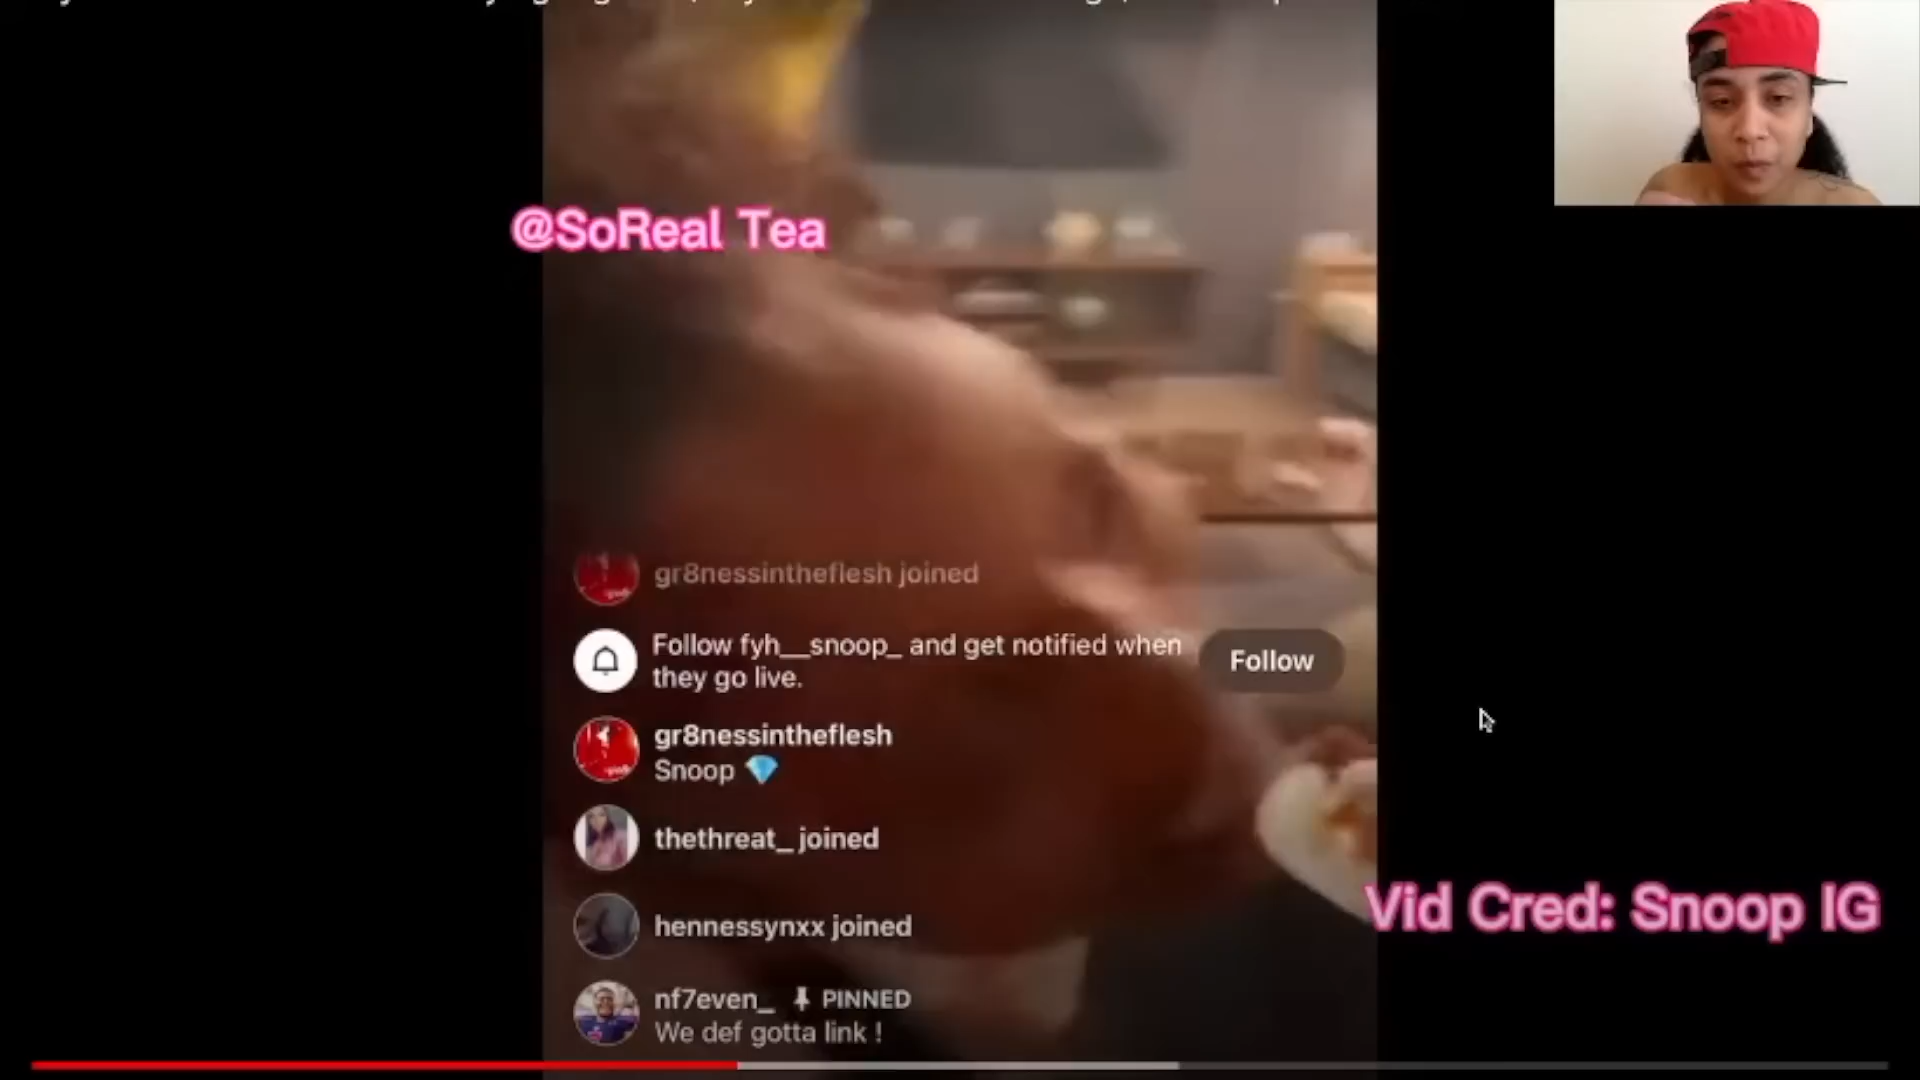 @SoReal Tea
gr8nessintheflesh joined
Follow fyh__snoop_ and get notified when
they go live.
Follow
gr8nessintheflesh
Snoop 💎
thethreat_ joined
hennessynxx joined
Vid Cred: Snoop IG
nf7even_ PINNED
We def gotta link !